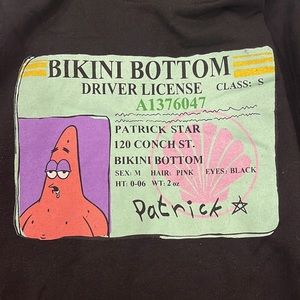 BIKINI BOTTOM
DRIVER LICENSE CLASS: S
A1376047
PATRICK STAR
120 CONCH ST.
BIKINI BOTTOM
SEX: M HAIR: PINK EYES: BLACK
HT: 0-06 WT: 2 oz
Patrick